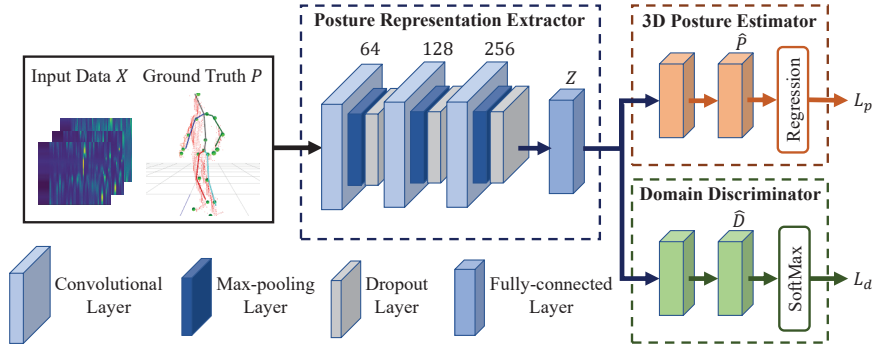 Posture Representation Extractor
3D Posture Estimator
Input Data X
Ground Truth P
64
128
256
Z
P̂
Regression
L_p
Domain Discriminator
D̂
SoftMax
L_d
Convolutional
Layer
Max-pooling
Layer
Dropout
Layer
Fully-connected
Layer